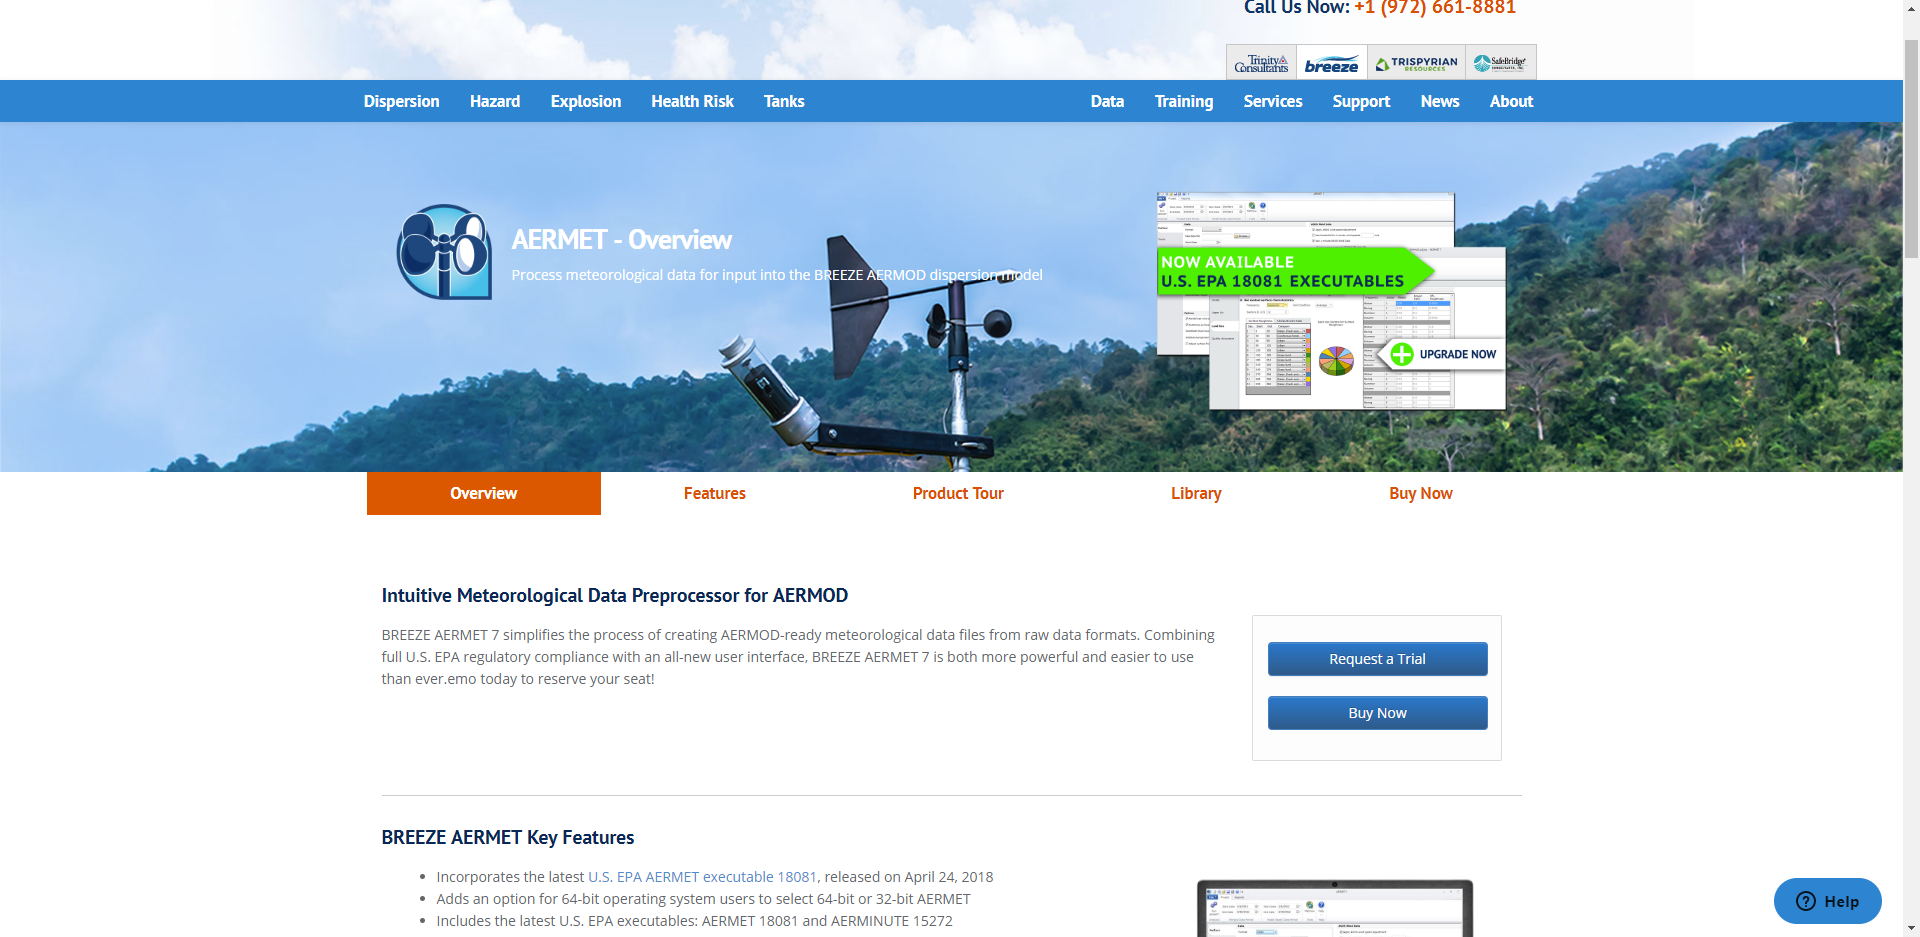 Call Us Now: +1 (972) 661-8881
Trinity Consultants
breeze
TRISPYRIAN RESOURCES
SafeBridge
Dispersion Hazard Explosion Health Risk Tanks Data Training Services Support News About
AERMET - Overview
Process meteorological data for input into the BREEZE AERMOD dispersion model
NOW AVAILABLE
U.S. EPA 18081 EXECUTABLES
UPGRADE NOW
Overview Features Product Tour Library Buy Now
Intuitive Meteorological Data Preprocessor for AERMOD
BREEZE AERMET 7 simplifies the process of creating AERMOD-ready meteorological data files from raw data formats. Combining
full U.S. EPA regulatory compliance with an all-new user interface, BREEZE AERMET 7 is both more powerful and easier to use
than ever.emo today to reserve your seat!
Request a Trial
Buy Now
BREEZE AERMET Key Features
• Incorporates the latest U.S. EPA AERMET executable 18081, released on April 24, 2018
• Adds an option for 64-bit operating system users to select 64-bit or 32-bit AERMET
• Includes the latest U.S. EPA executables: AERMET 18081 and AERMINUTE 15272
Help